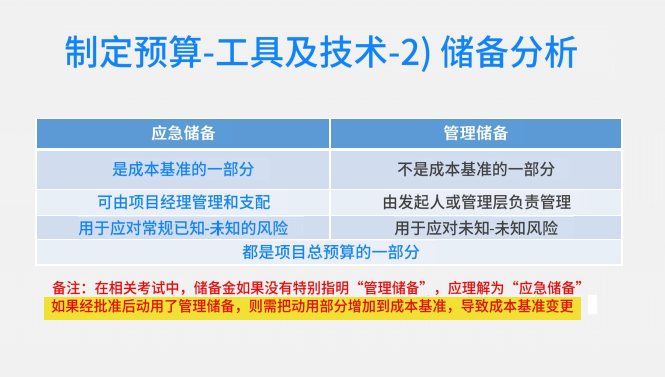 制定预算-工具及技术-2) 储备分析
应急储备 管理储备
是成本基准的一部分 不是成本基准的一部分
可由项目经理管理和支配 由发起人或管理层负责管理
用于应对常规已知-未知的风险 用于应对未知-未知风险
都是项目总预算的一部分
备注：在相关考试中，储备金如果没有特别指明“管理储备”，应理解为“应急储备”
如果经批准后动用了管理储备，则需把动用部分增加到成本基准，导致成本基准变更